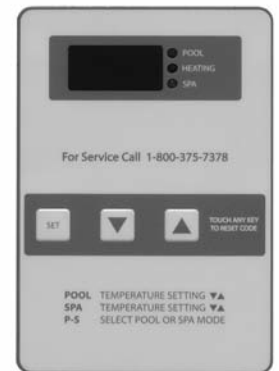 POOL
HEATING
SPA
For Service Call 1-800-375-7378
SET
TOUCH ANY KEY
TO RESET CODE
POOL TEMPERATURE SETTING ▼▲
SPA TEMPERATURE SETTING ▼▲
P-S SELECT POOL OR SPA MODE